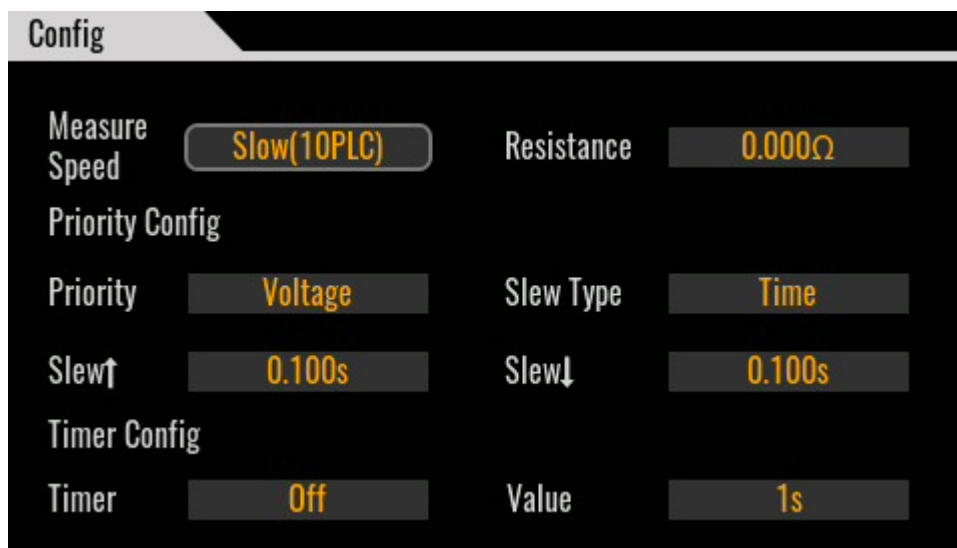 Config
Measure Speed Slow(10PLC) Resistance 0.000Ω
Priority Config
Priority Voltage Slew Type Time
Slew↑ 0.100s Slew↓ 0.100s
Timer Config
Timer Off Value 1s